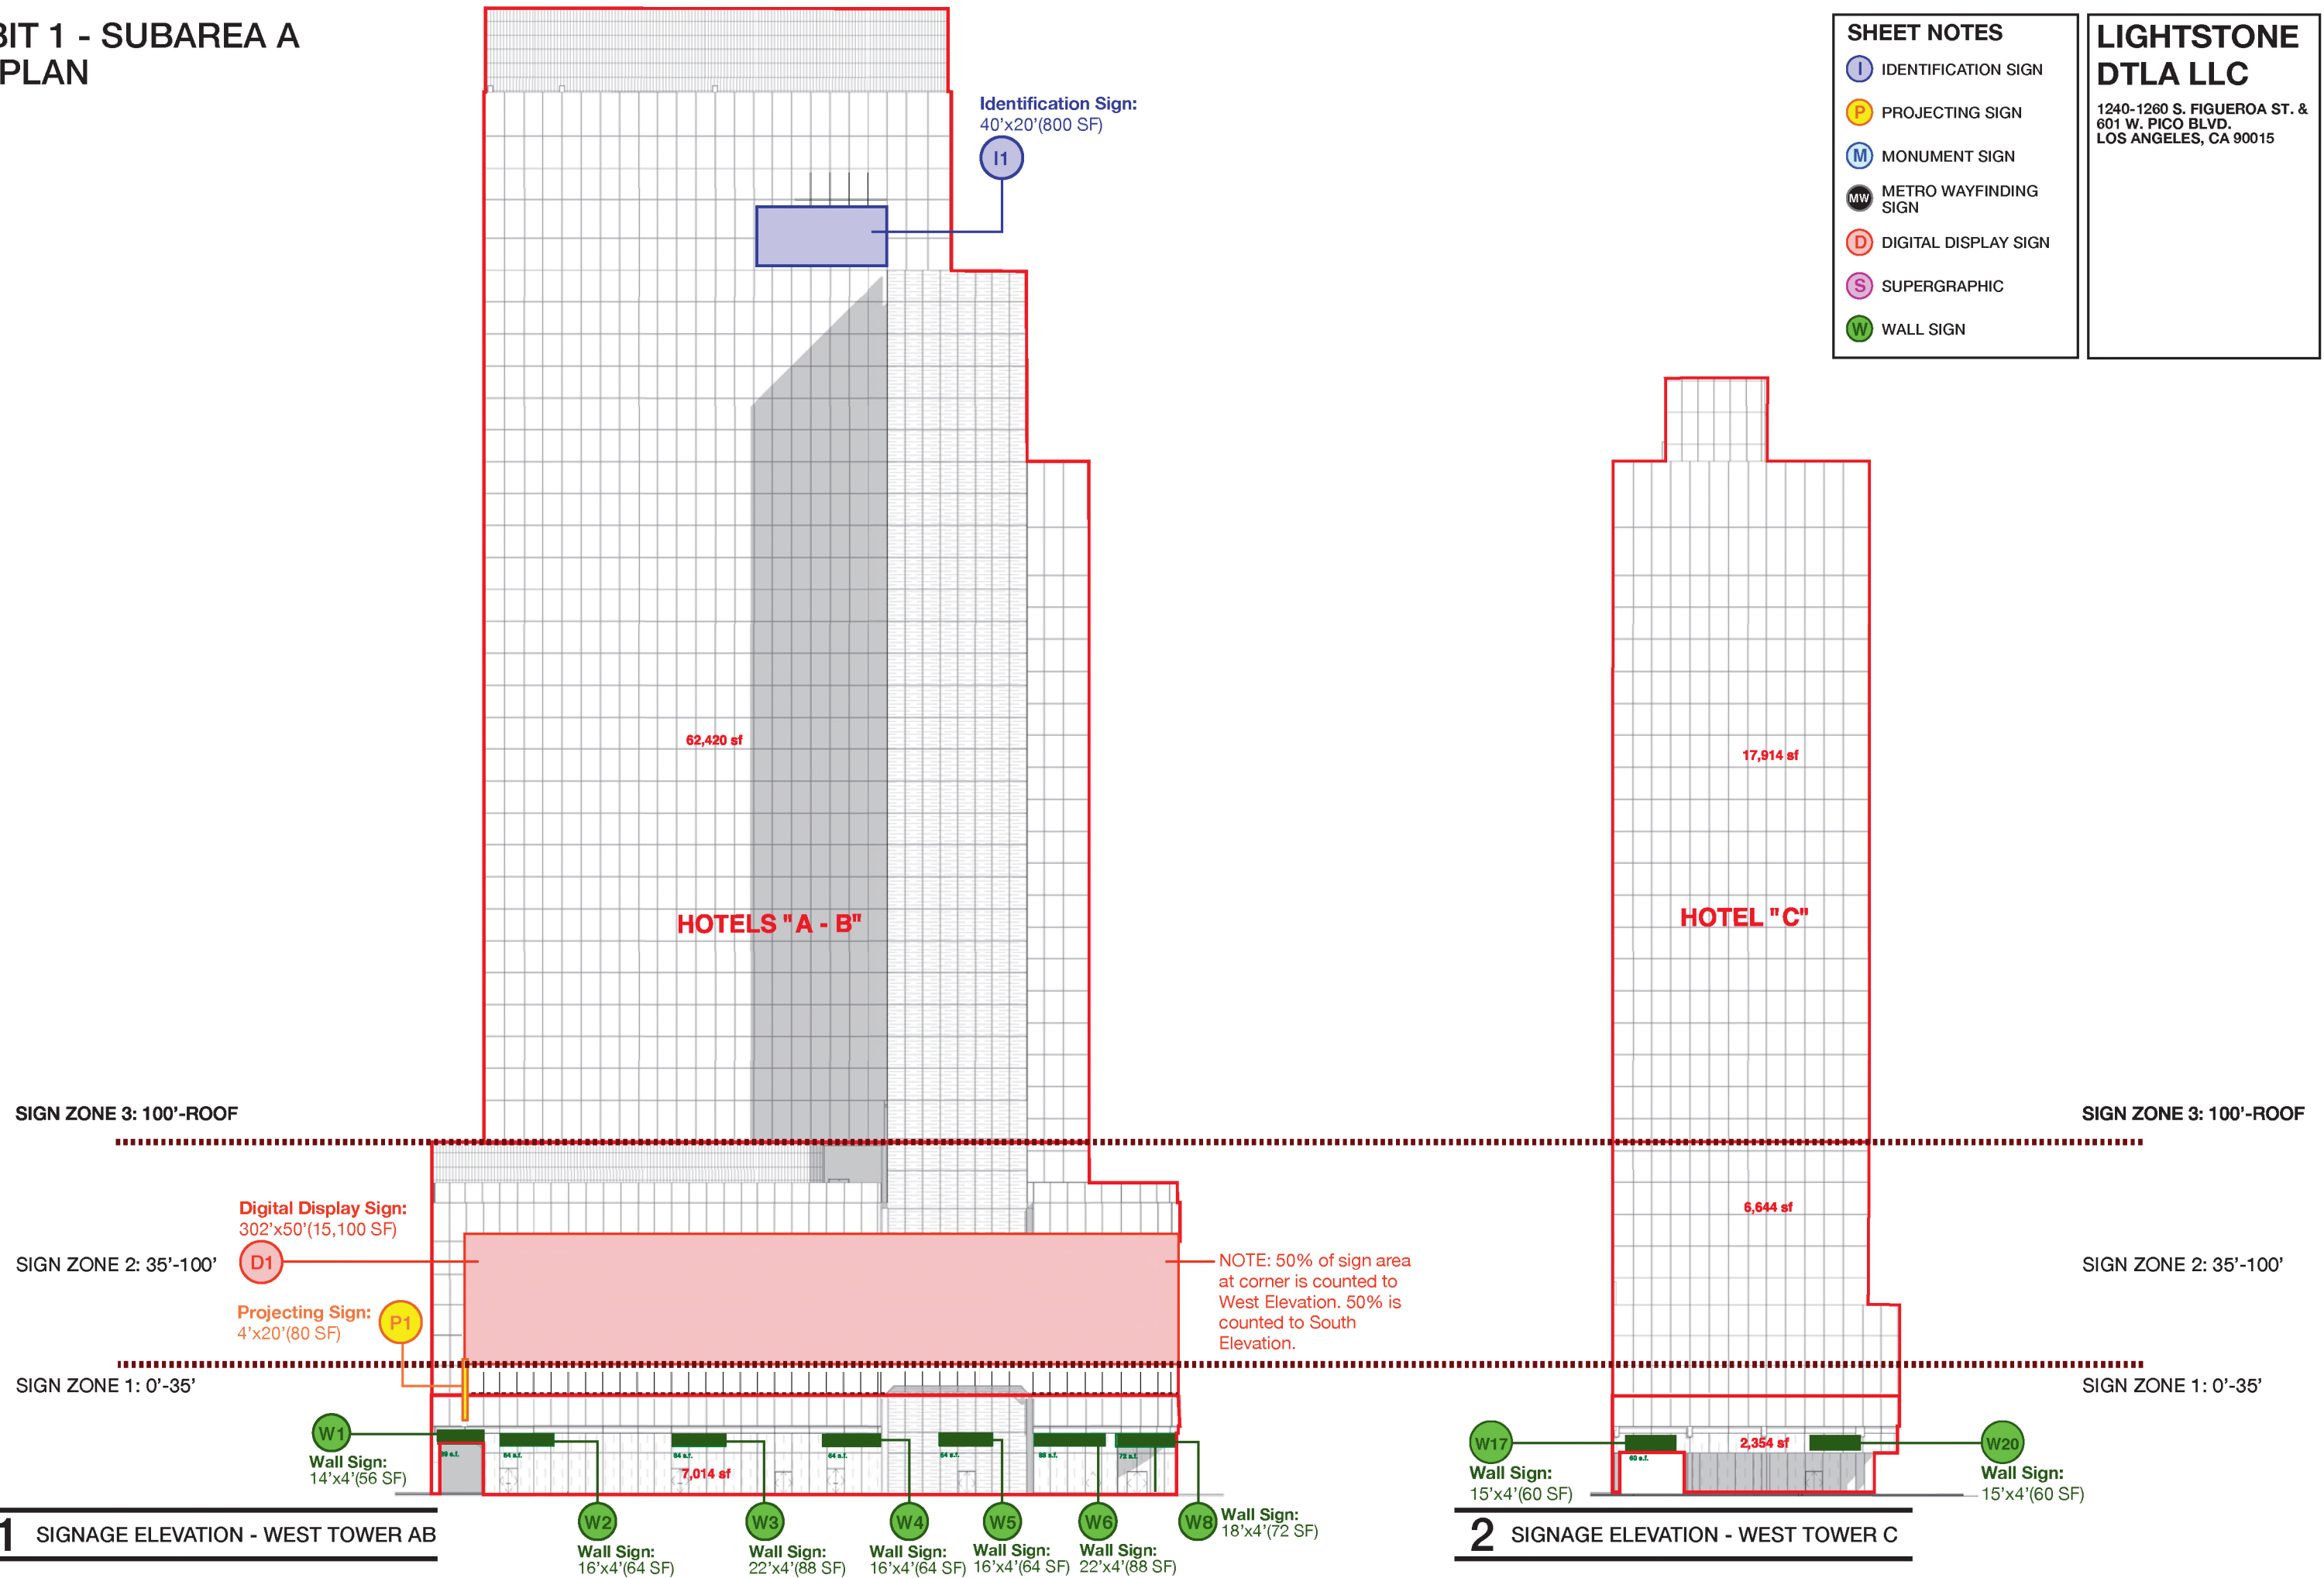 BIT 1 - SUBAREA A
PLAN
SHEET NOTES
I IDENTIFICATION SIGN
P PROJECTING SIGN
M MONUMENT SIGN
MW METRO WAYFINDING
SIGN
D DIGITAL DISPLAY SIGN
S SUPERGRAPHIC
W WALL SIGN
LIGHTSTONE
DTLA LLC
1240-1260 S. FIGUEROA ST. &
601 W. PICO BLVD.
LOS ANGELES, CA 90015
Identification Sign:
40'x20'(800 SF)
I1
62,420 sf
HOTELS "A - B"
17,914 sf
HOTEL "C"
SIGN ZONE 3: 100'-ROOF
SIGN ZONE 3: 100'-ROOF
Digital Display Sign:
302'x50'(15,100 SF)
D1
SIGN ZONE 2: 35'-100'
Projecting Sign:
4'x20'(80 SF)
P1
NOTE: 50% of sign area
at corner is counted to
West Elevation. 50% is
counted to South
Elevation.
6,644 sf
SIGN ZONE 2: 35'-100'
SIGN ZONE 1: 0'-35'
SIGN ZONE 1: 0'-35'
W1
Wall Sign:
14'x4'(56 SF)
64 s.f.
64 s.f.
64 s.f.
72 s.f.
7,014 sf
W2
Wall Sign:
16'x4'(64 SF)
W3
Wall Sign:
22'x4'(88 SF)
W4
Wall Sign:
16'x4'(64 SF)
W5
Wall Sign:
16'x4'(64 SF)
W6
Wall Sign:
22'x4'(88 SF)
W8
Wall Sign:
18'x4'(72 SF)
W17
Wall Sign:
15'x4'(60 SF)
60 s.f.
2,354 sf
W20
Wall Sign:
15'x4'(60 SF)
1 SIGNAGE ELEVATION - WEST TOWER AB
2 SIGNAGE ELEVATION - WEST TOWER C